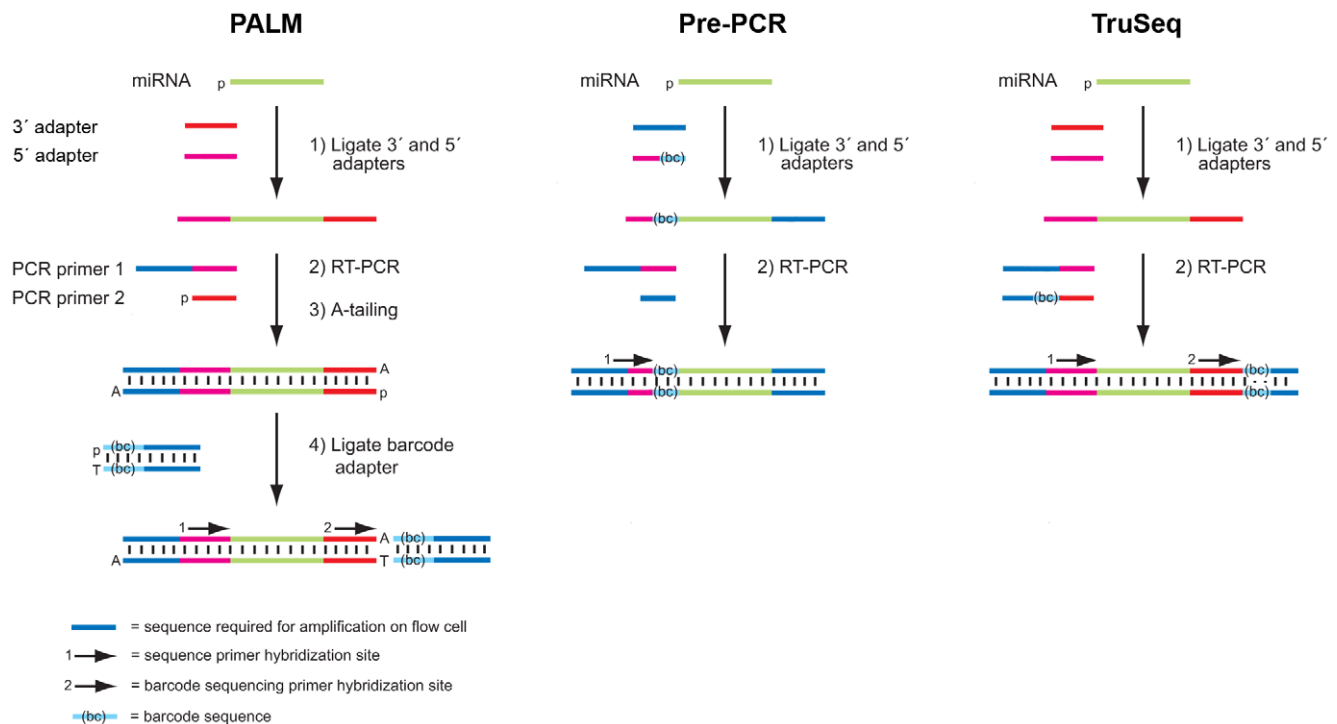 PALM
miRNA p
3´ adapter
5´ adapter
1) Ligate 3´ and 5´
adapters
PCR primer 1
PCR primer 2
p
2) RT-PCR
3) A-tailing
A
A
p
p (bc)
T (bc)
4) Ligate barcode
adapter
1 2
A (bc)
A
T (bc)
= sequence required for amplification on flow cell
1 = sequence primer hybridization site
2 = barcode sequencing primer hybridization site
(bc) = barcode sequence
Pre-PCR
miRNA p
(bc)
1) Ligate 3´ and 5´
adapters
(bc)
2) RT-PCR
1
(bc)
(bc)
TruSeq
miRNA p
1) Ligate 3´ and 5´
adapters
2) RT-PCR
(bc)
1 2
(bc)
(bc)